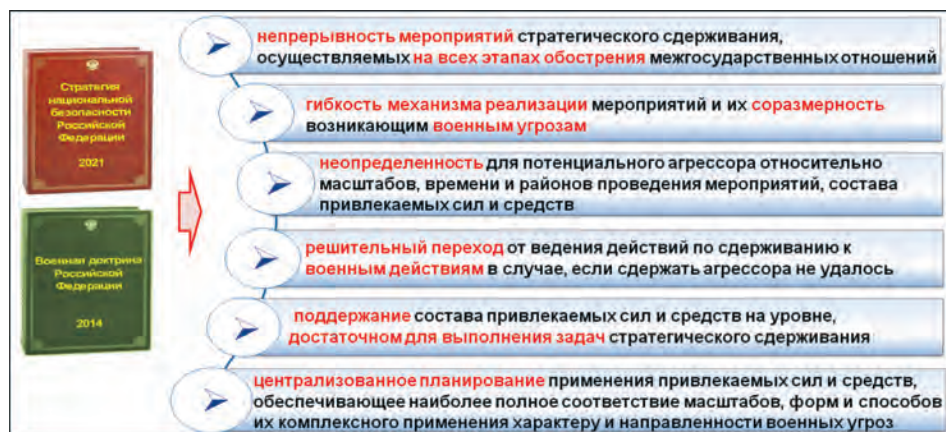 Стратегия
национальной
безопасности
Российской
Федерации
2021
Военная доктрина
Российской
Федерации
2014
непрерывность мероприятий стратегического сдерживания,
осуществляемых на всех этапах обострения межгосударственных отношений
гибкость механизма реализации мероприятий и их соразмерность
возникающим военным угрозам
неопределенность для потенциального агрессора относительно
масштабов, времени и районов проведения мероприятий, состава
привлекаемых сил и средств
решительный переход от ведения действий по сдерживанию к
военным действиям в случае, если сдержать агрессора не удалось
поддержание состава привлекаемых сил и средств на уровне,
достаточном для выполнения задач стратегического сдерживания
централизованное планирование применения привлекаемых сил и средств,
обеспечивающее наиболее полное соответствие масштабов, форм и способов
их комплексного применения характеру и направленности военных угроз